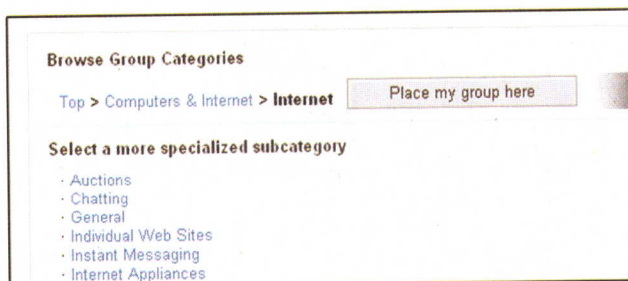 Browse Group Categories
Top > Computers & Internet > Internet Place my group here
Select a more specialized subcategory
· Auctions
· Chatting
· General
· Individual Web Sites
· Instant Messaging
· Internet Appliances